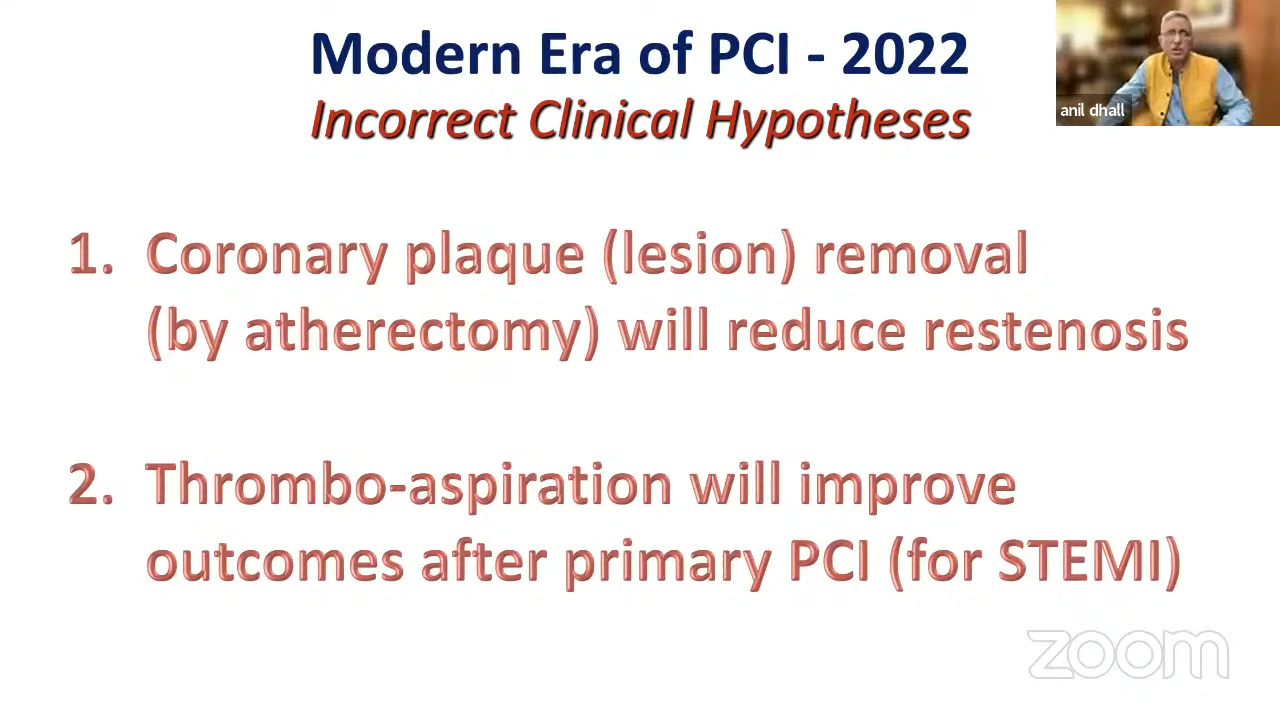 Modern Era of PCI - 2022
Incorrect Clinical Hypotheses
anil dhall
1. Coronary plaque (lesion) removal
(by atherectomy) will reduce restenosis
2. Thrombo-aspiration will improve
outcomes after primary PCI (for STEMI)
zoom